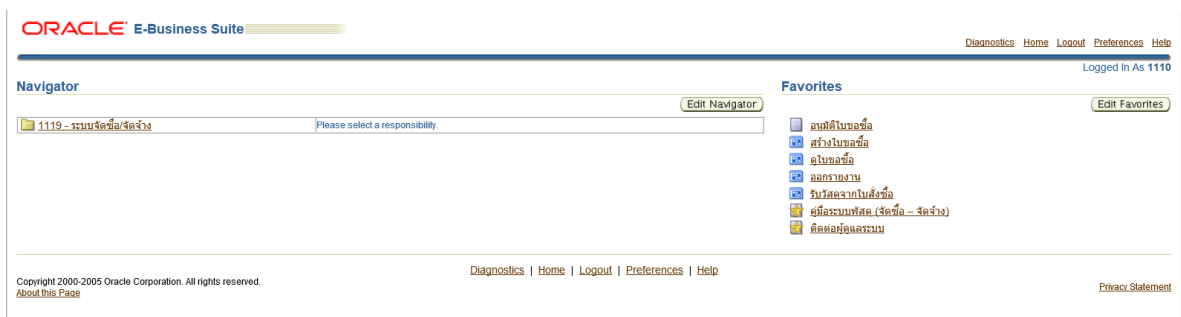 ORACLE E-Business Suite
Diagnostics Home Logout Preferences Help
Logged In As 1110
Navigator
Edit Navigator
1119 - ระบบจัดซื้อ/จัดจ้าง Please select a responsibility.
Favorites
Edit Favorites
อนุมัติใบขอซื้อ
สร้างใบขอซื้อ
ดูใบขอซื้อ
ออกรายงาน
รับวัสดุจากใบสั่งซื้อ
คู่มือระบบพัสดุ (จัดซื้อ – จัดจ้าง)
ติดต่อผู้ดูแลระบบ
Diagnostics | Home | Logout | Preferences | Help
Copyright 2000-2005 Oracle Corporation. All rights reserved.
About this Page
Privacy Statement